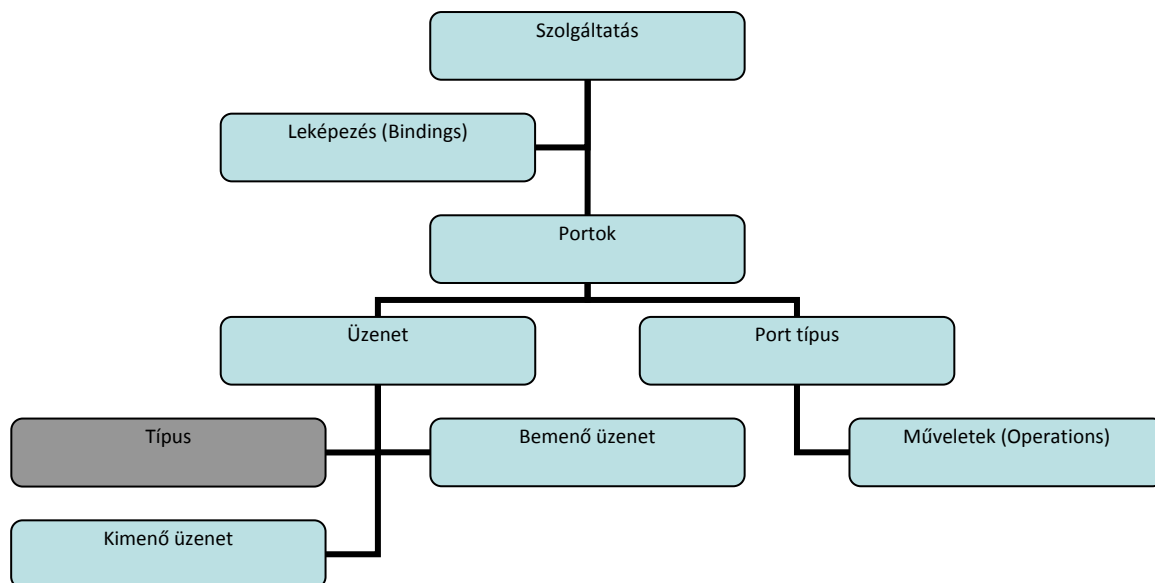 Szolgáltatás
Leképezés (Bindings)
Portok
Üzenet
Port típus
Típus
Bemenő üzenet
Műveletek (Operations)
Kimenő üzenet